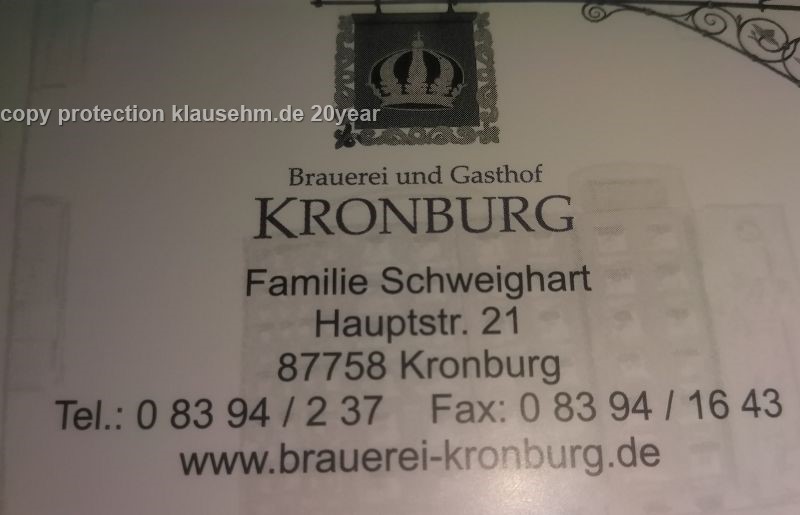 copy protection klausehm.de 20year
Brauerei und Gasthof
KRONBURG
Familie Schweighart
Hauptstr. 21
87758 Kronburg
Tel.: 0 83 94 / 2 37 Fax: 0 83 94 / 16 43
www.brauerei-kronburg.de